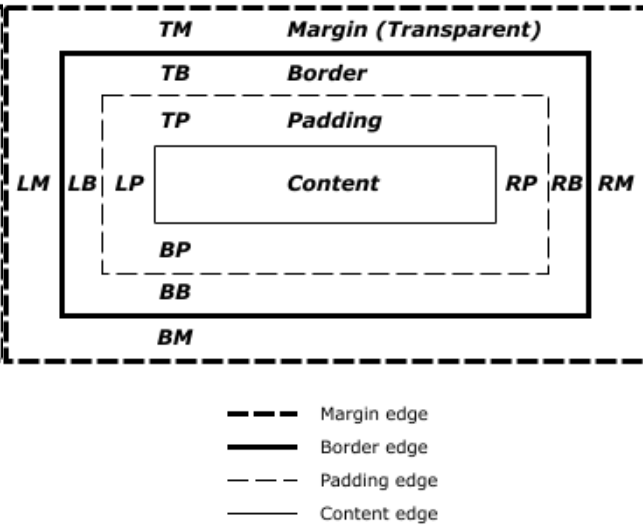 TM Margin (Transparent)
TB Border
TP Padding
LM LB LP Content RP RB RM
BP
BB
BM
Margin edge
Border edge
Padding edge
Content edge